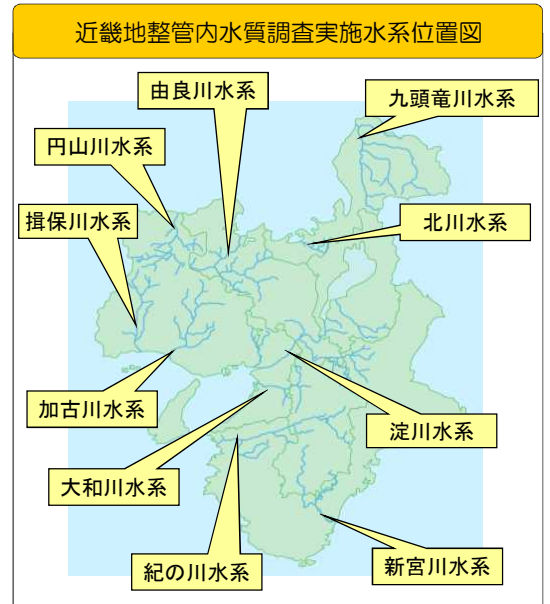 近畿地整管内水質調査実施水系位置図
由良川水系
九頭竜川水系
円山川水系
揖保川水系
北川水系
加古川水系
淀川水系
大和川水系
紀の川水系
新宮川水系